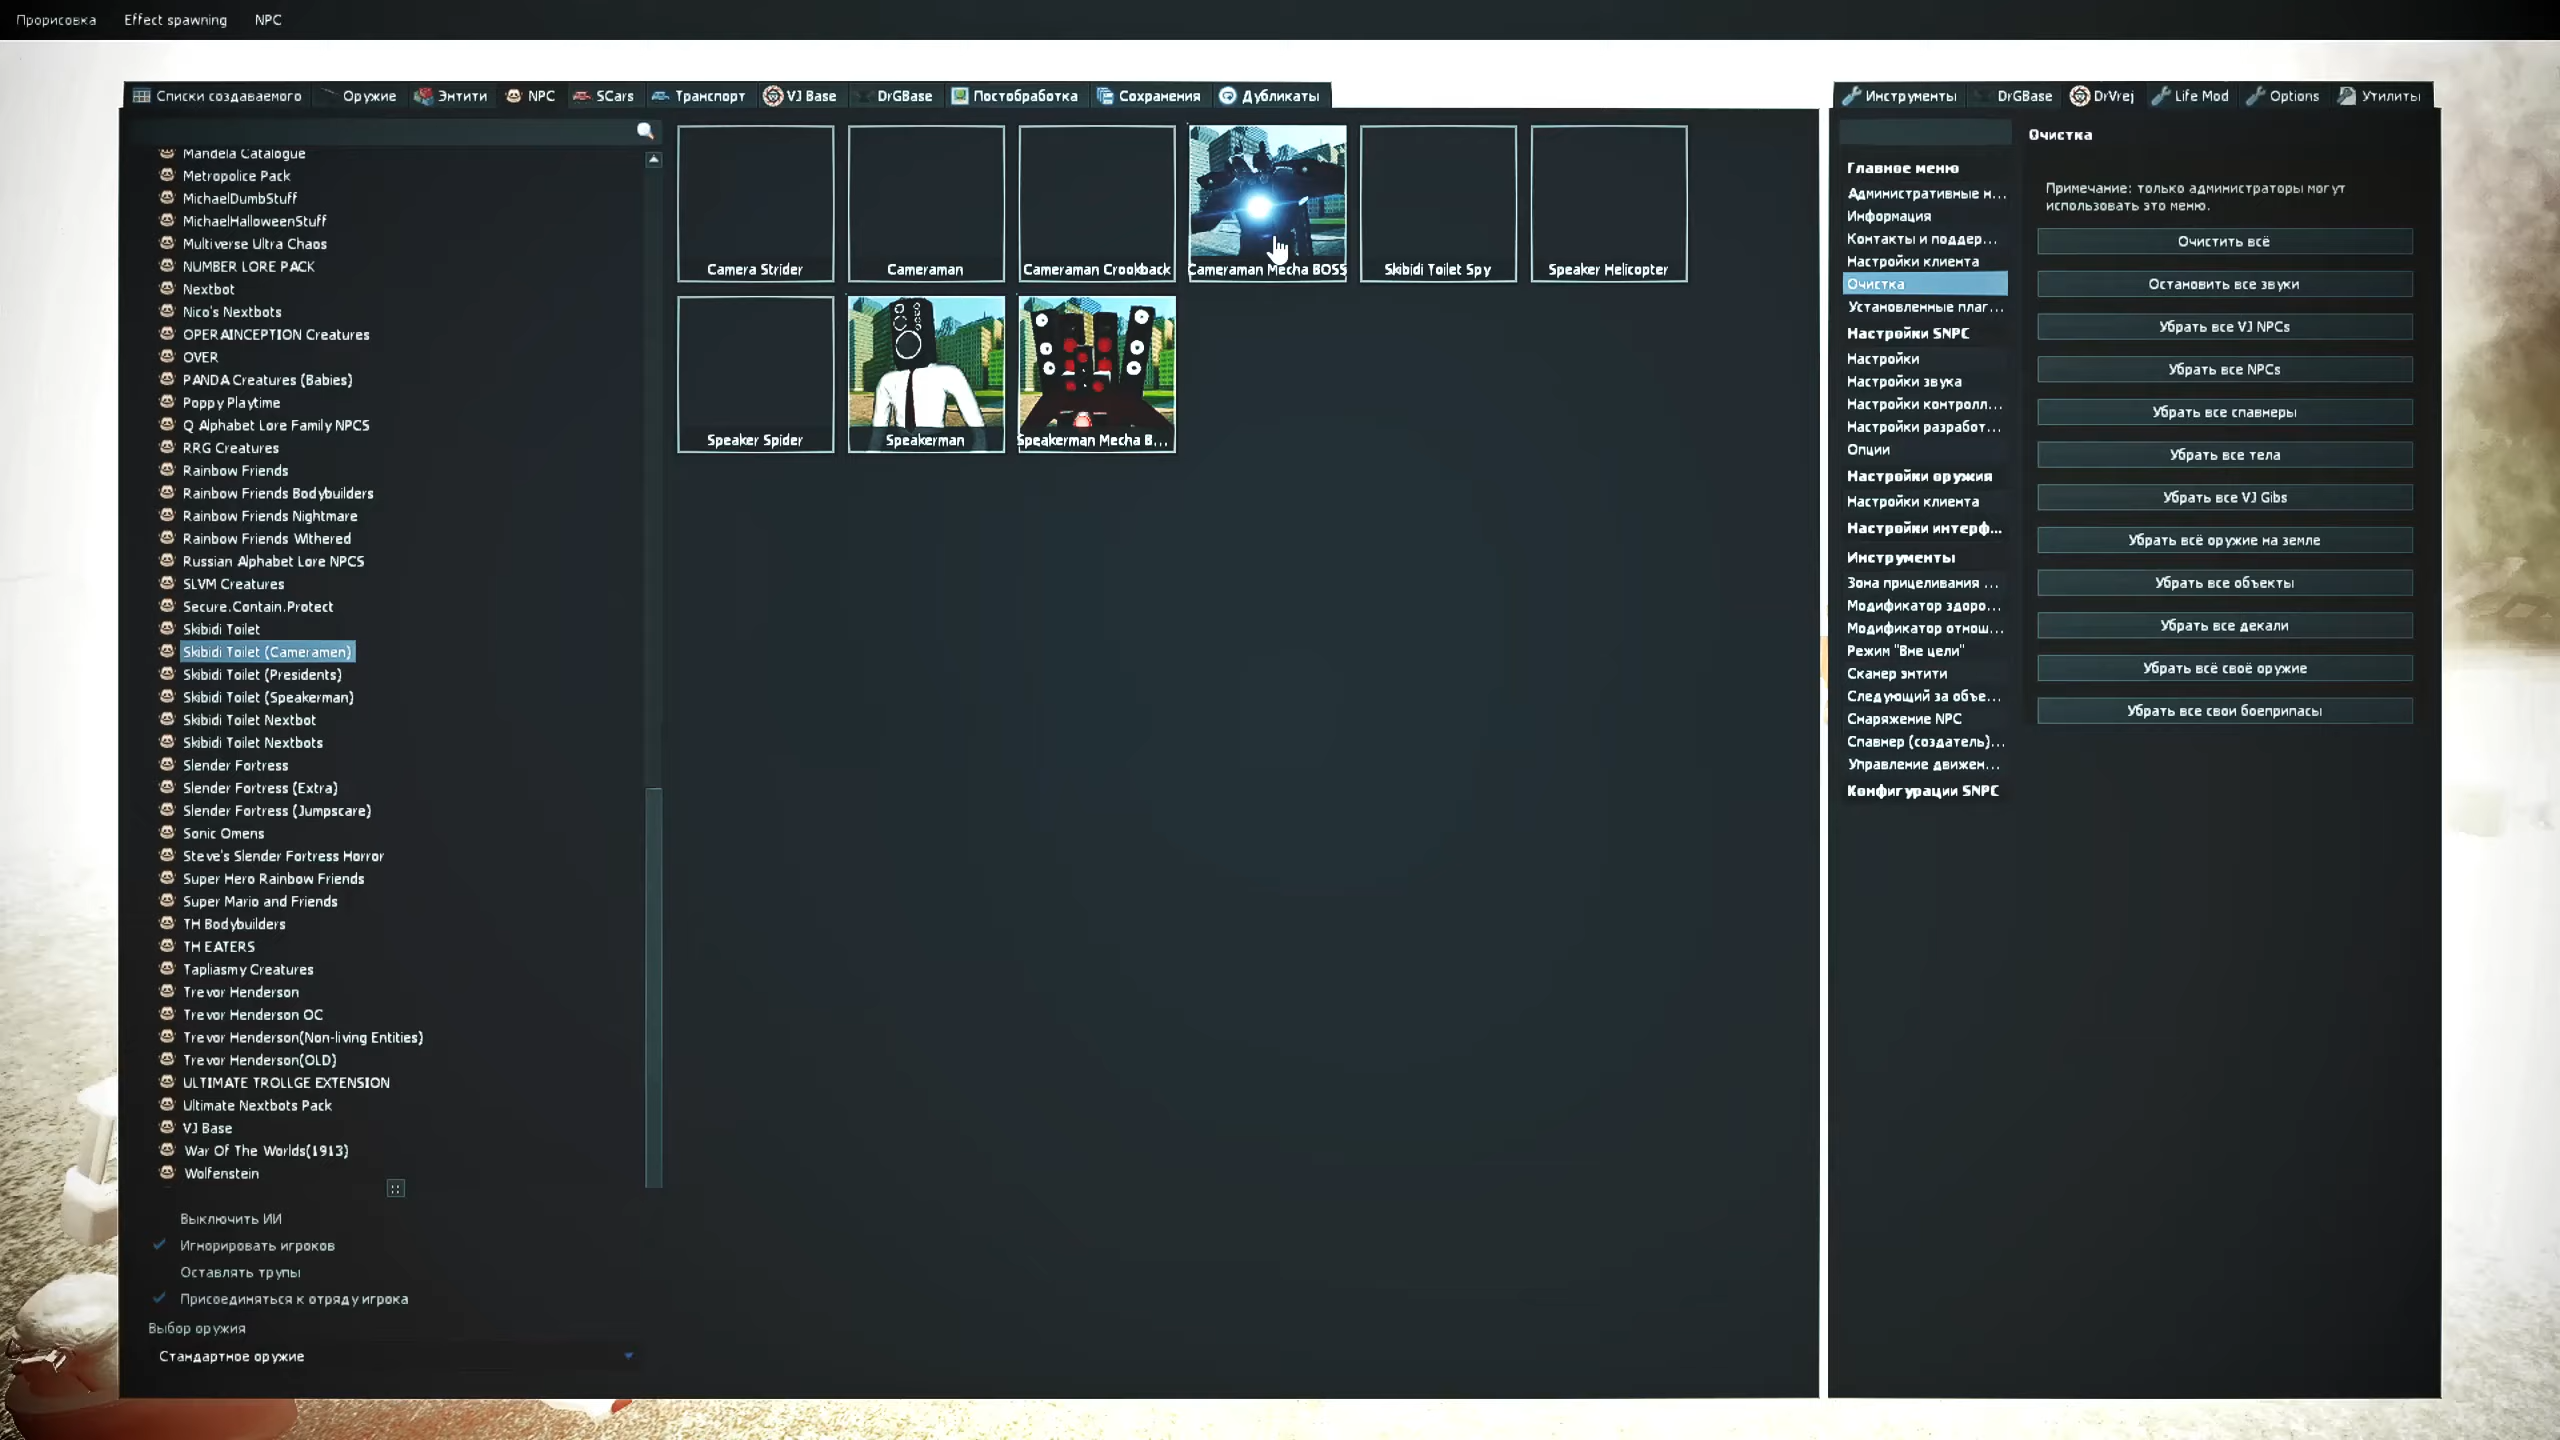 Прорисовка Effect spawning NPC
Списки создаваемого Оружие Энтити NPC SCars Транспорт VJ Base DrGBase Постобработка Сохранения Дубликаты
Mandela Catalogue
Metropolice Pack
MichaelDumbStuff
MichaelHalloweenStuff
Multiverse Ultra Chaos
NUMBER LORE PACK
Nextbot
Nico's Nextbots
OPERAINCEPTION Creatures
OVER
PANDA Creatures (Babies)
Poppy Playtime
Q Alphabet Lore Family NPCS
RRG Creatures
Rainbow Friends
Rainbow Friends Bodybuilders
Rainbow Friends Nightmare
Rainbow Friends WIthered
Russian Alphabet Lore NPCS
SLVM Creatures
Secure.Contain.Protect
Skibidi Toilet
Skibidi Toilet (Cameramen)
Skibidi Toilet (Presidents)
Skibidi Toilet (Speakerman)
Skibidi Toilet Nextbot
Skibidi Toilet Nextbots
Slender Fortress
Slender Fortress (Extra)
Slender Fortress (Jumpscare)
Sonic Omens
Steve's Slender Fortress Horror
Super Hero Rainbow Friends
Super Mario and Friends
TH Bodybuilders
TH EATERS
Tapliasmy Creatures
Trevor Henderson
Trevor Henderson OC
Trevor Henderson(Non-living Entities)
Trevor Henderson(OLD)
ULTIMATE TROLLGE EXTENSION
Ultimate Nextbots Pack
VJ Base
War Of The Worlds(1913)
Wolfenstein
Выключить ИИ
Игнорировать игроков
Оставлять трупы
Присоединяться к отряду игрока
Выбор оружия
Стандартное оружие
Camera Strider Cameraman Cameraman Crookback Cameraman Mecha BOSS Skibidi Toilet Spy Speaker Helicopter
Speaker Spider Speakerman Speakerman Mecha B...
Инструменты DrGBase DrVrej Life Mod Options Утилиты
Главное меню
Административные н...
Информация
Контакты и поддер...
Настройки клиента
Очистка
Установленные плаг...
Настройки SNPC
Настройки
Настройки звука
Настройки контролл...
Настройки разработ...
Опции
Настройки оружия
Настройки клиента
Настройки интерф...
Инструменты
Зона прицеливания ...
Модификатор здоро...
Модификатор отнош...
Режим "Вне цели"
Сканер энтити
Следующий за объе...
Снаряжение NPC
Спавнер (создатель)...
Управление движен...
Конфигурации SNPC
Очистка
Примечание: только администраторы могут
использовать это меню.
Очистить всё
Остановить все звуки
Убрать все VJ NPCs
Убрать все NPCs
Убрать все спавнеры
Убрать все тела
Убрать все VJ Gibs
Убрать всё оружие на земле
Убрать все объекты
Убрать все декали
Убрать всё своё оружие
Убрать все свои боеприпасы